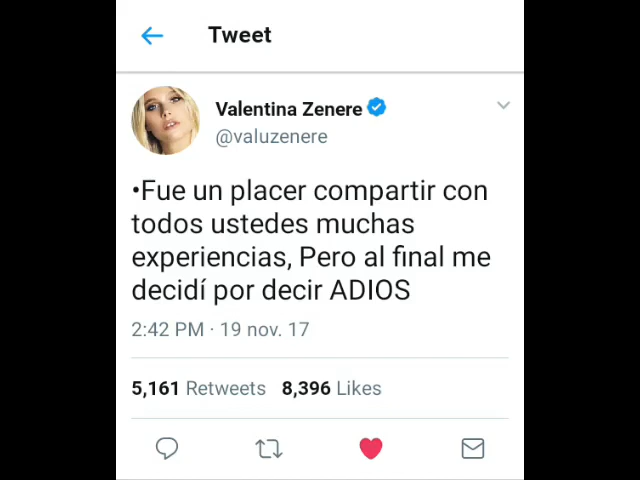 Tweet
Valentina Zenere
@valuzenere
•Fue un placer compartir con
todos ustedes muchas
experiencias, Pero al final me
decidí por decir ADIOS
2:42 PM · 19 nov. 17
5,161 Retweets 8,396 Likes